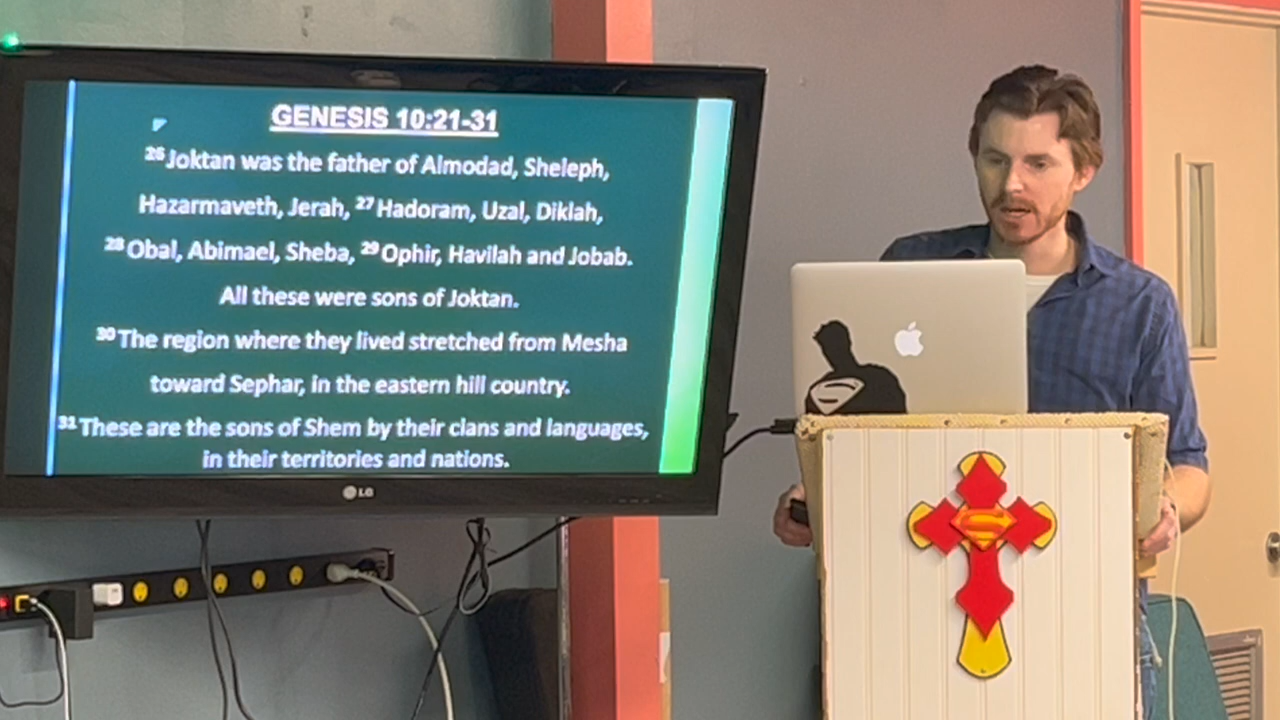 GENESIS 10:21-31
26 Joktan was the father of Almodad, Sheleph,
Hazarmaveth, Jerah, 27 Hadoram, Uzal, Diklah,
28 Obal, Abimael, Sheba, 29 Ophir, Havilah and Jobab.
All these were sons of Joktan.
30 The region where they lived stretched from Mesha
toward Sephar, in the eastern hill country.
31 These are the sons of Shem by their clans and languages,
in their territories and nations.
LG